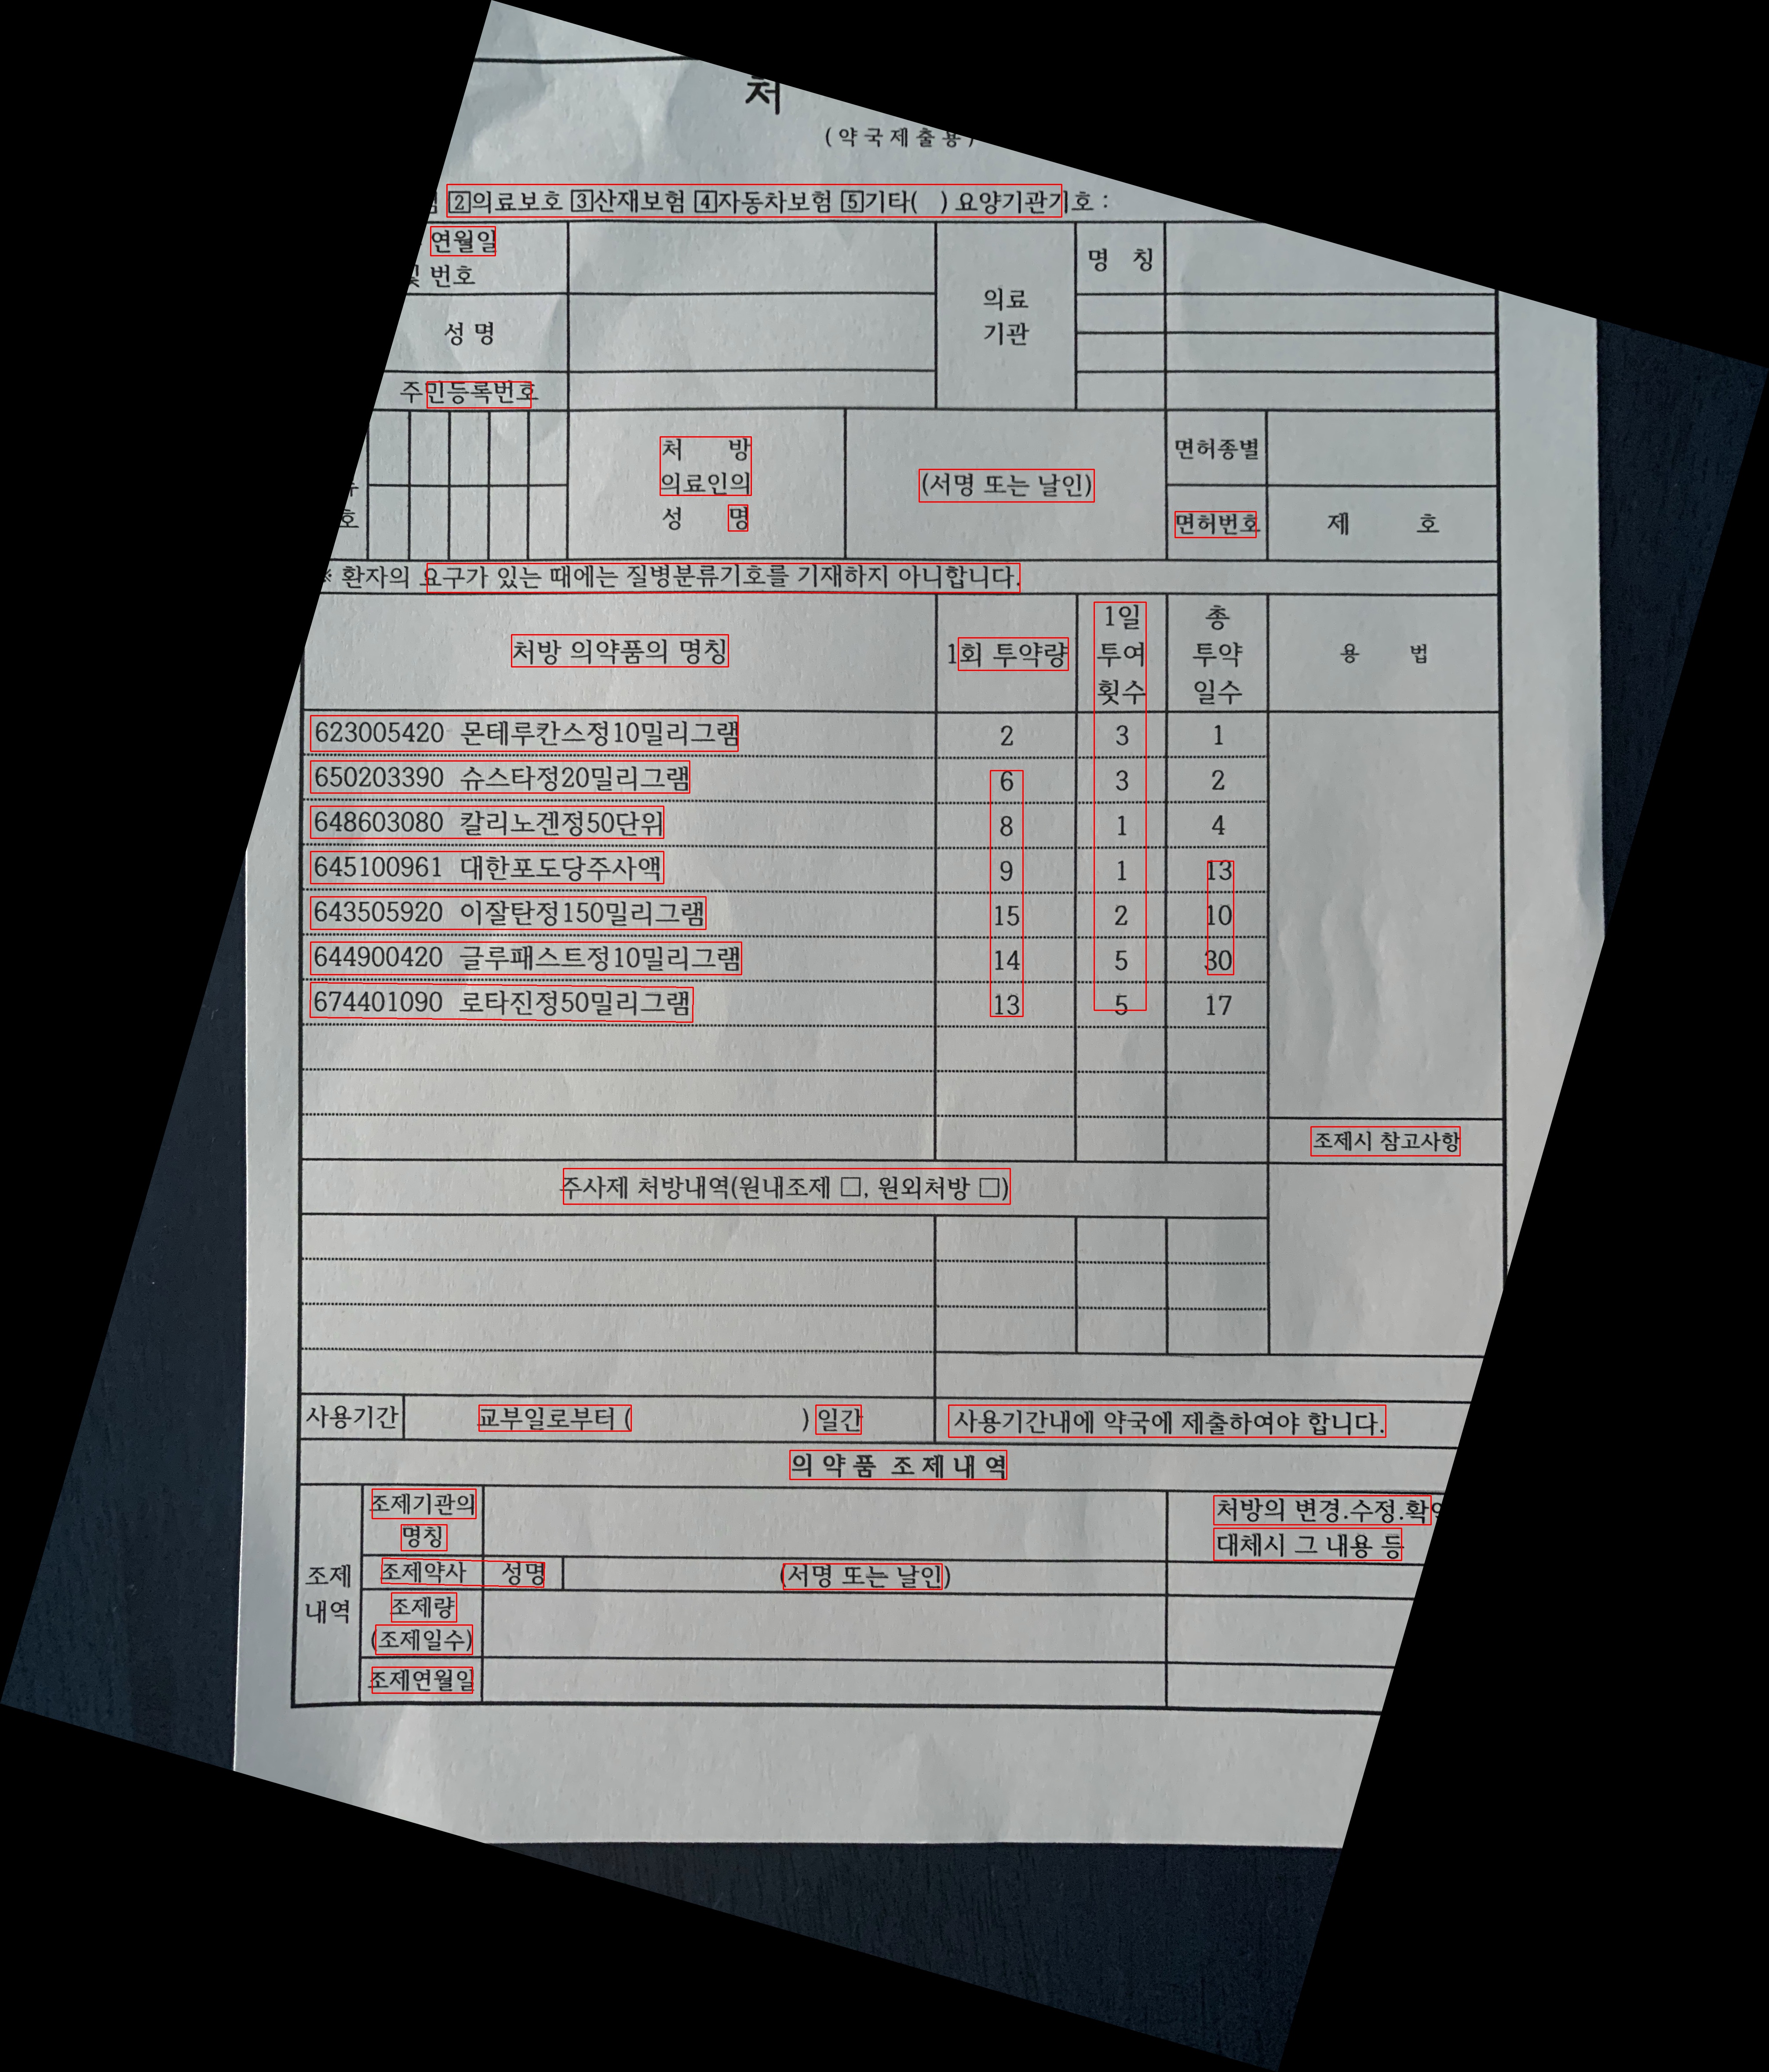 처
(약국제출용)
2의료보호 3산재보험 4자동차보험 5기타( ) 요양기관기호 :
연월일
및 번호
명 칭
의료
기관
성 명
주민등록번호
처 방
의료인의
성 명
(서명 또는 날인)
면허종별
면허번호
제 호
호
※ 환자의 요구가 있는 때에는 질병분류기호를 기재하지 아니합니다.
처방 의약품의 명칭
1회 투약량
1일
투여
횟수
총
투약
일수
용 법
623005420 몬테루칸스정10밀리그램 2 3 1
650203390 슈스타정20밀리그램 6 3 2
648603080 칼리노겐정50단위 8 1 4
645100961 대한포도당주사액 9 1 13
643505920 이잘탄정150밀리그램 15 2 10
644900420 글루패스트정10밀리그램 14 5 30
674401090 로타진정50밀리그램 13 5 17
조제시 참고사항
주사제 처방내역(원내조제 □, 원외처방 □)
사용기간 교부일로부터 ( ) 일간 사용기간내에 약국에 제출하여야 합니다.
의 약 품 조 제 내 역
조제
내역
조제기관의
명칭
처방의 변경.수정.확
대체시 그 내용 등
조제약사 성명 (서명 또는 날인)
조제량
(조제일수)
조제연월일